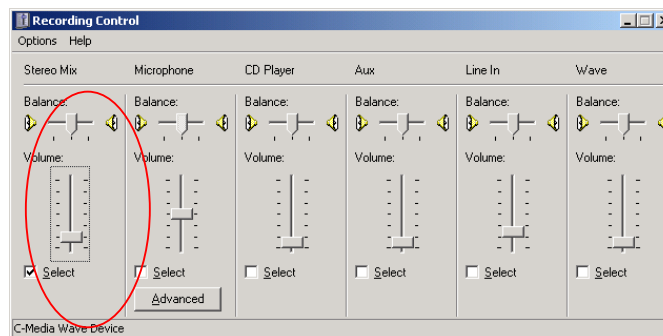 Recording Control
Options Help
Stereo Mix Microphone CD Player Aux Line In Wave
Balance: Balance: Balance: Balance: Balance: Balance:
Volume: Volume: Volume: Volume: Volume: Volume:
Select Select Select Select Select Select
Advanced
C-Media Wave Device